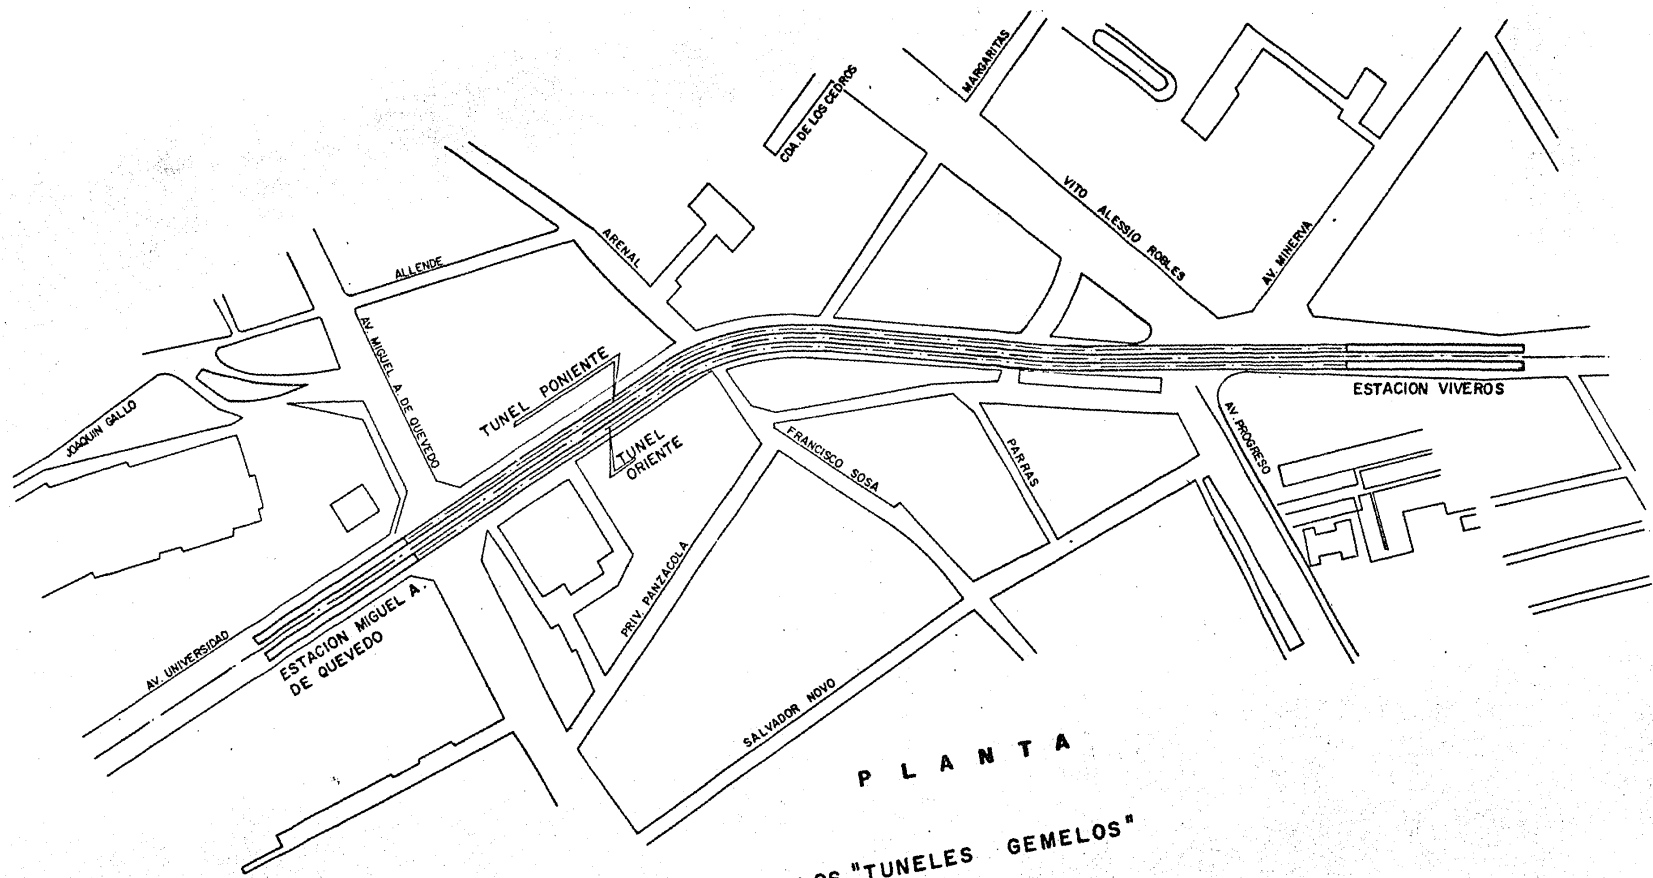 MARGARITAS
CDA. DE LOS CEDROS
VITO ALESSIO ROBLES
AV. MINERVA
ARENAL
ALLENDE
AV. MIGUEL A. DE QUEVEDO
TUNEL PONIENTE
TUNEL
ORIENTE
JOAQUIN GALLO
ESTACION VIVEROS
AV. PROGRESO
FRANCISCO SOSA
PARRAS
PRIV. PANZACOLA
AV. UNIVERSIDAD
ESTACION MIGUEL A.
DE QUEVEDO
SALVADOR NOVO
PLANTA
"TUNELES GEMELOS"